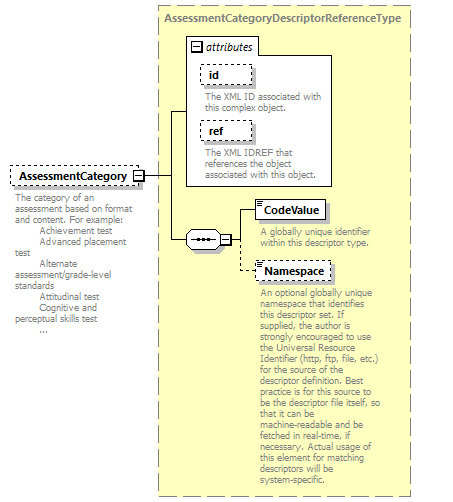 AssessmentCategoryDescriptorReferenceType
attributes
id
The XML ID associated with
this complex object.
ref
The XML IDREF that
references the object
associated with this object.
AssessmentCategory
The category of an
assessment based on format
and content. For example:
Achievement test
Advanced placement
test
Alternate
assessment/grade-level
standards
Attitudinal test
Cognitive and
perceptual skills test
...
CodeValue
A globally unique identifier
within this descriptor type.
Namespace
An optional globally unique
namespace that identifies
this descriptor set. If
supplied, the author is
strongly encouraged to use
the Universal Resource
Identifier (http, ftp, file, etc.)
for the source of the
descriptor definition. Best
practice is for this source to
be the descriptor file itself, so
that it can be
machine-readable and be
fetched in real-time, if
necessary. Actual usage of
this element for matching
descriptors will be
system-specific.